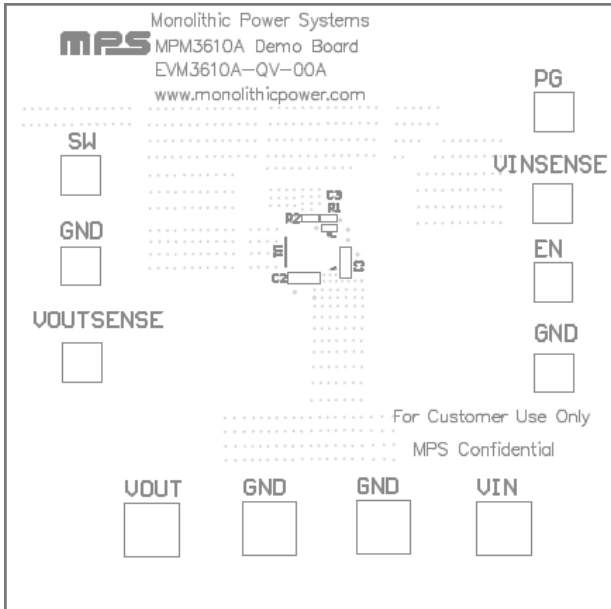 Monolithic Power Systems
MPS MPM3610A Demo Board
EVM3610A-QV-00A
www.monolithicpower.com
PG
SW
VINSENSE
C3
R2 R1
GND
EN
C2
VOUTSENSE
GND
For Customer Use Only
MPS Confidential
VOUT GND GND VIN